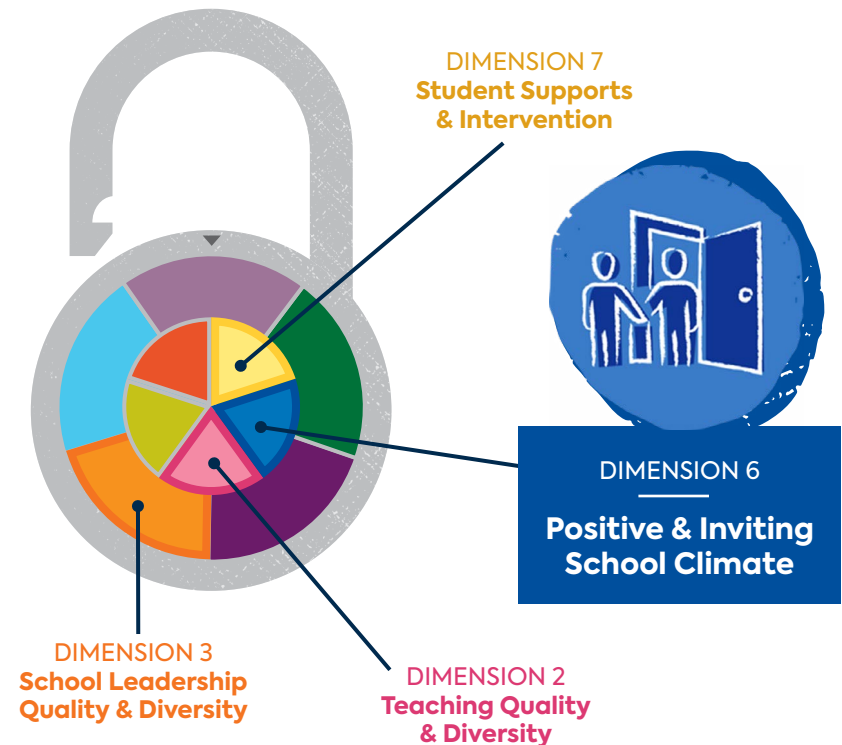 DIMENSION 7
Student Supports
& Intervention
DIMENSION 6
Positive & Inviting
School Climate
DIMENSION 3
School Leadership
Quality & Diversity
DIMENSION 2
Teaching Quality
& Diversity